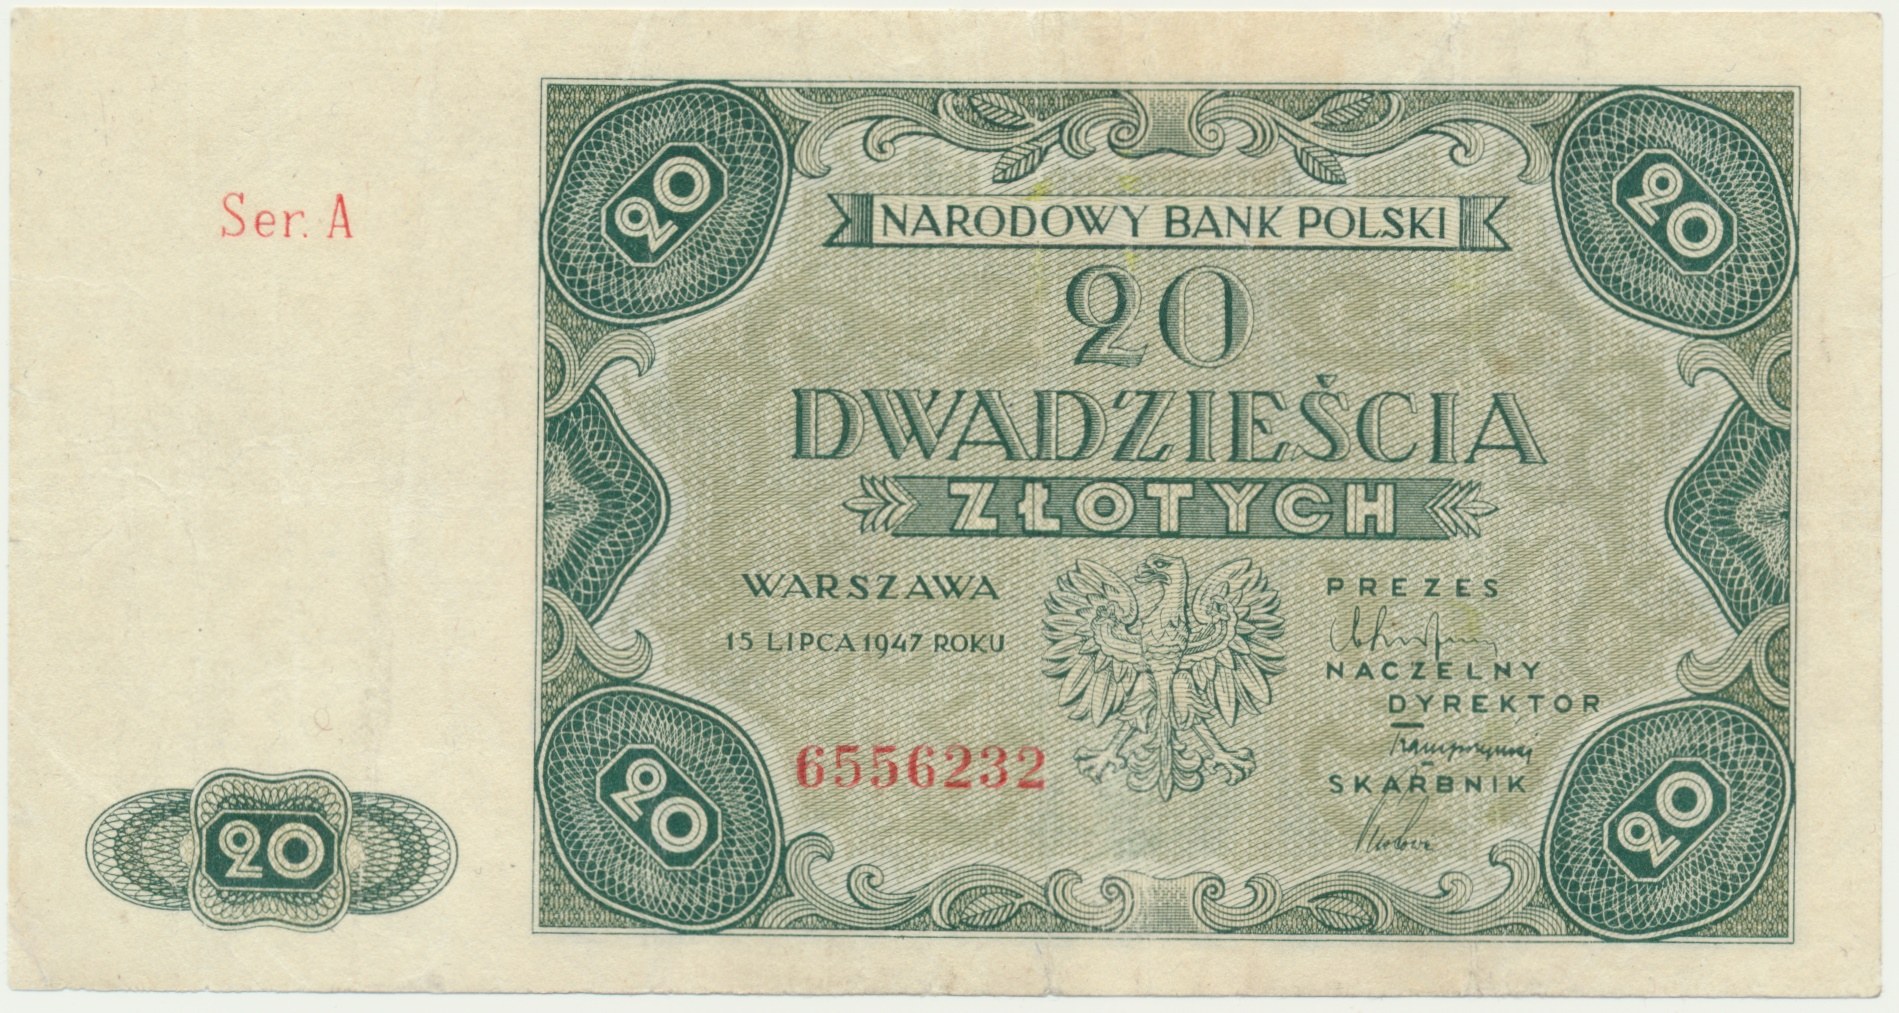 Ser. A
20
20
NARODOWY BANK POLSKI
20
DWADZIEŚCIA
ZŁOTYCH
WARSZAWA
15 LIPCA 1947 ROKU
PREZES
NACZELNY
DYREKTOR
SKARBNIK
6556232
20
20
20